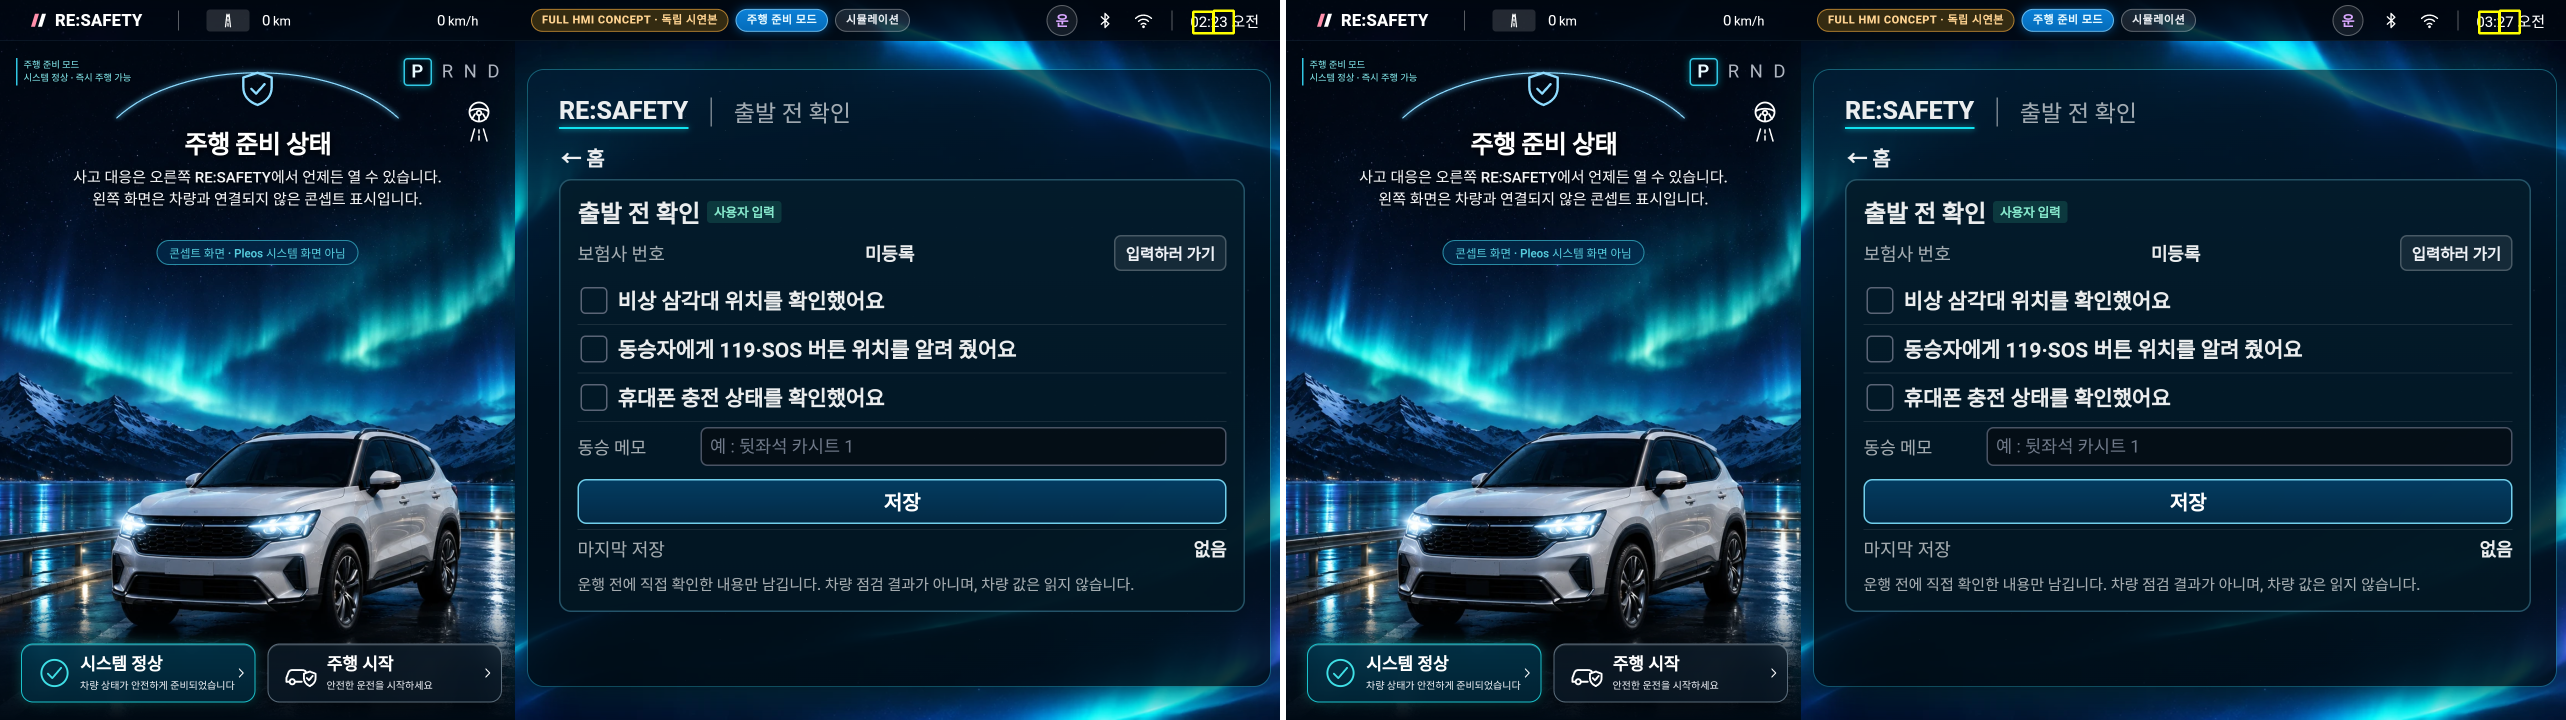 RE:SAFETY
0 km
0 km/h
FULL HMI CONCEPT · 독립 시연본
주행 준비 모드
시뮬레이션
운
02:23 오전
주행 준비 모드
시스템 정상 · 즉시 주행 가능
P R N D
주행 준비 상태
사고 대응은 오른쪽 RE:SAFETY에서 언제든 열 수 있습니다.
왼쪽 화면은 차량과 연결되지 않은 콘셉트 표시입니다.
콘셉트 화면 · Pleos 시스템 화면 아님
시스템 정상
차량 상태가 안전하게 준비되었습니다
주행 시작
안전한 운전을 시작하세요
RE:SAFETY
출발 전 확인
← 홈
출발 전 확인 사용자 입력
보험사 번호 미등록 입력하러 가기
비상 삼각대 위치를 확인했어요
동승자에게 119·SOS 버튼 위치를 알려 줬어요
휴대폰 충전 상태를 확인했어요
동승 메모 예 : 뒷좌석 카시트 1
저장
마지막 저장 없음
운행 전에 직접 확인한 내용만 남깁니다. 차량 점검 결과가 아니며, 차량 값은 읽지 않습니다.
RE:SAFETY
0 km
0 km/h
FULL HMI CONCEPT · 독립 시연본
주행 준비 모드
시뮬레이션
운
03:27 오전
주행 준비 모드
시스템 정상 · 즉시 주행 가능
P R N D
주행 준비 상태
사고 대응은 오른쪽 RE:SAFETY에서 언제든 열 수 있습니다.
왼쪽 화면은 차량과 연결되지 않은 콘셉트 표시입니다.
콘셉트 화면 · Pleos 시스템 화면 아님
시스템 정상
차량 상태가 안전하게 준비되었습니다
주행 시작
안전한 운전을 시작하세요
RE:SAFETY
출발 전 확인
← 홈
출발 전 확인 사용자 입력
보험사 번호 미등록 입력하러 가기
비상 삼각대 위치를 확인했어요
동승자에게 119·SOS 버튼 위치를 알려 줬어요
휴대폰 충전 상태를 확인했어요
동승 메모 예 : 뒷좌석 카시트 1
저장
마지막 저장 없음
운행 전에 직접 확인한 내용만 남깁니다. 차량 점검 결과가 아니며, 차량 값은 읽지 않습니다.